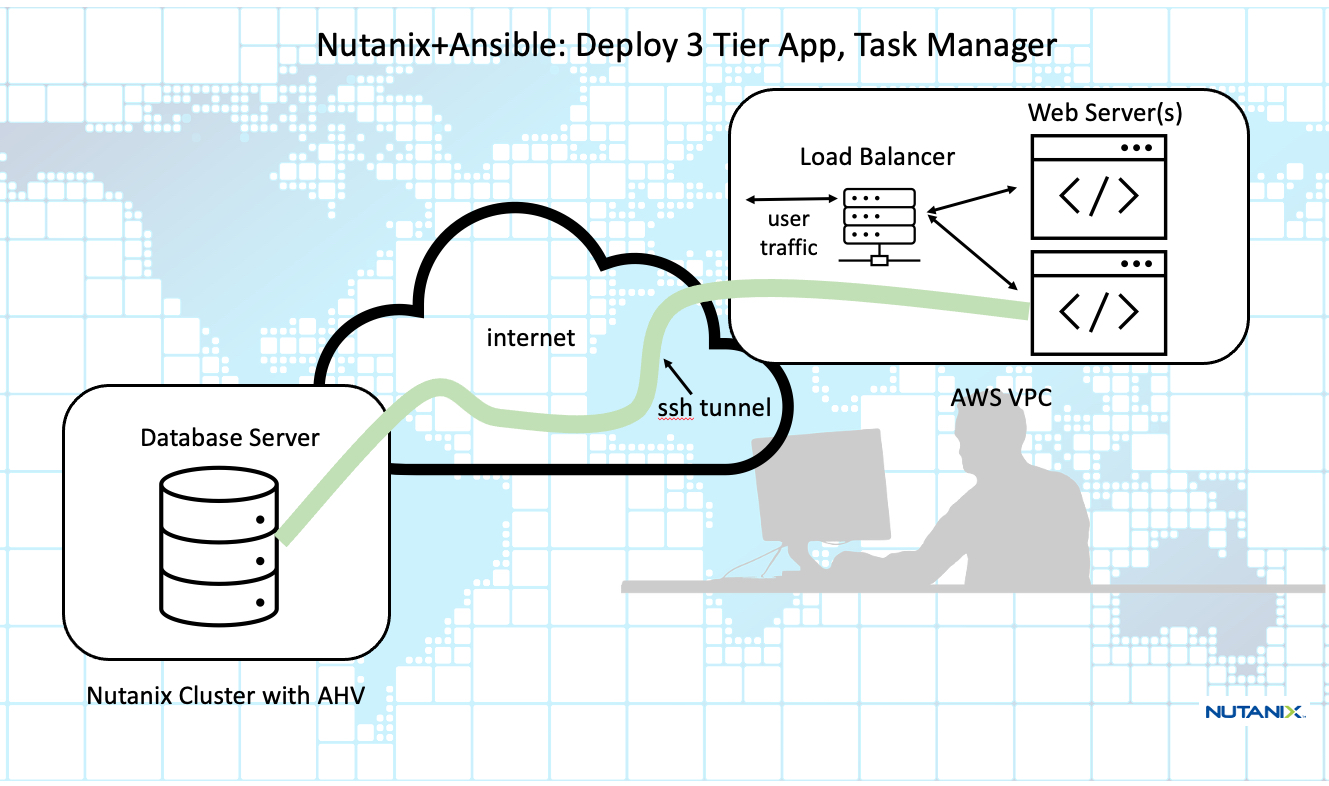 Nutanix+Ansible: Deploy 3 Tier App, Task Manager
Web Server(s)
Load Balancer
user
traffic
</>
</>
internet
ssh tunnel
AWS VPC
Database Server
Nutanix Cluster with AHV
NUTANIX